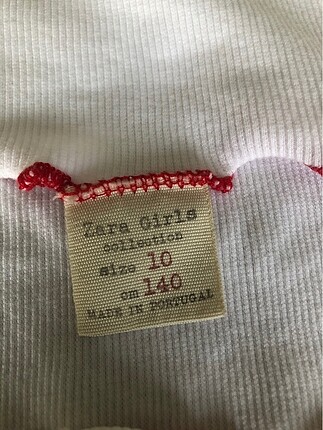 Zara Girls
collection
size 10
cm 140
MADE IN PORTUGAL